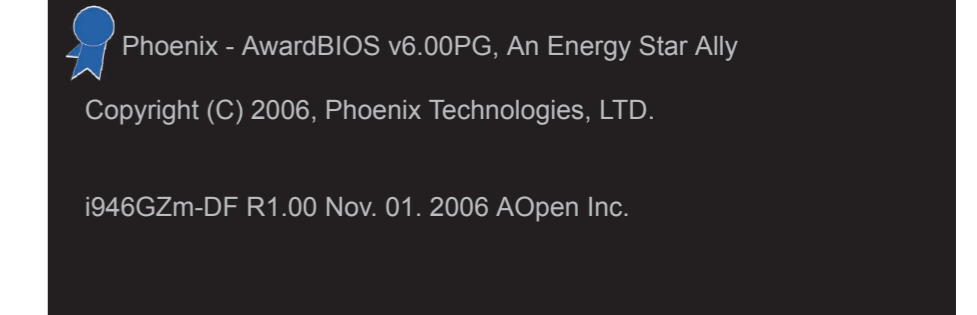 Phoenix - AwardBIOS v6.00PG, An Energy Star Ally
Copyright (C) 2006, Phoenix Technologies, LTD.
i946GZm-DF R1.00 Nov. 01. 2006 AOpen Inc.